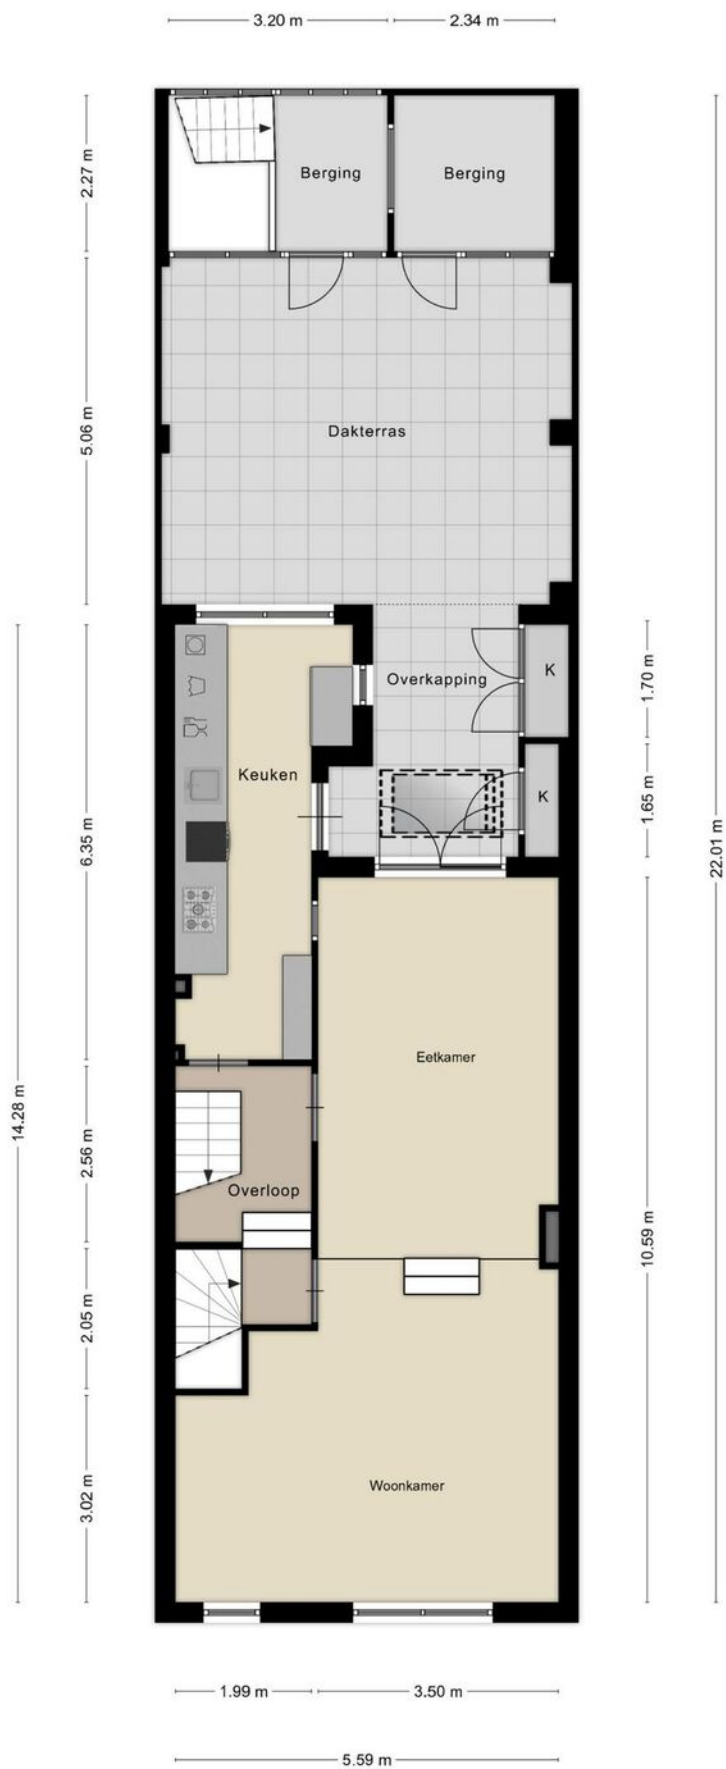 3.20 m
2.34 m
2.27 m
Berging
Berging
5.06 m
Dakterras
22.01 m
14.28 m
6.35 m
Overkapping
K
1.70 m
Keuken
K
1.65 m
Eetkamer
10.59 m
2.56 m
Overloop
2.05 m
3.02 m
Woonkamer
1.99 m
3.50 m
5.59 m